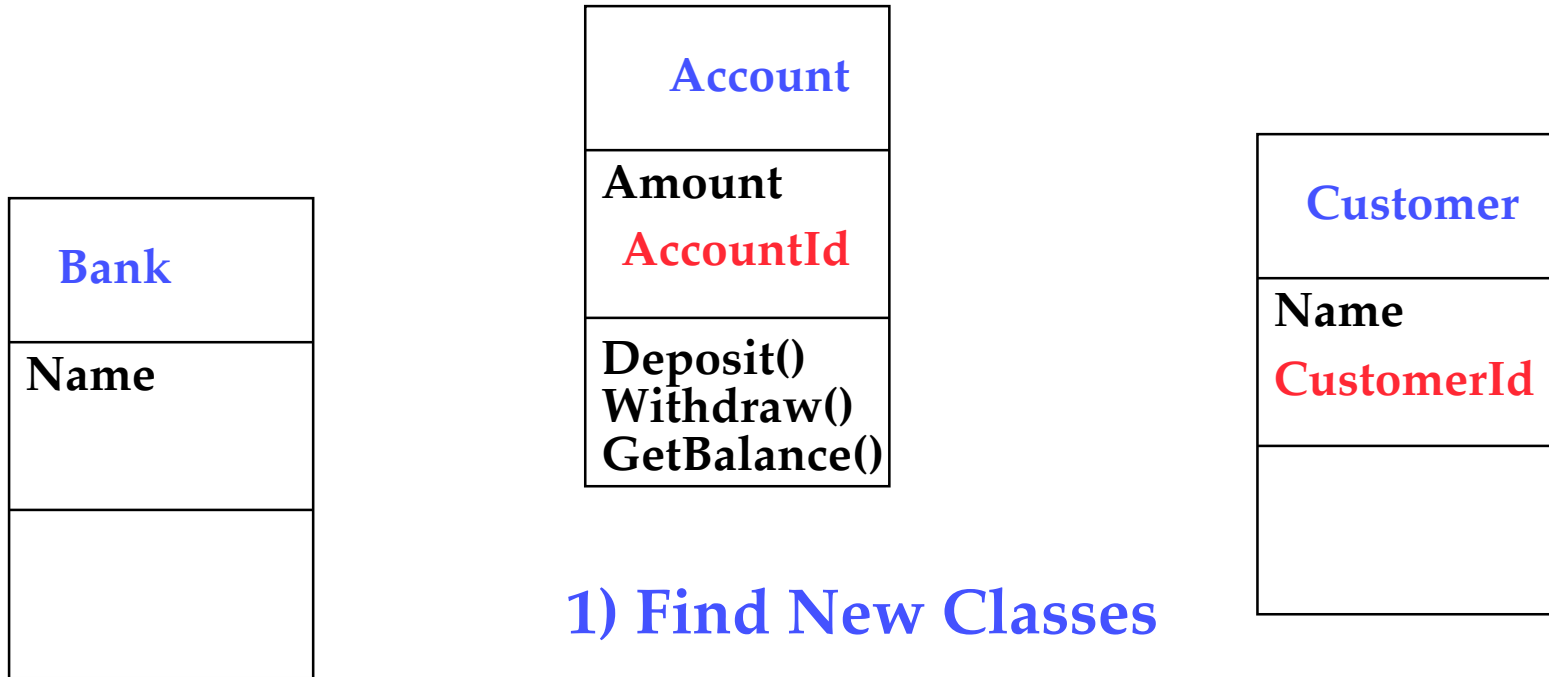 Bank
Name
Account
Amount
AccountId
Deposit()
Withdraw()
GetBalance()
Customer
Name
CustomerId
1) Find New Classes